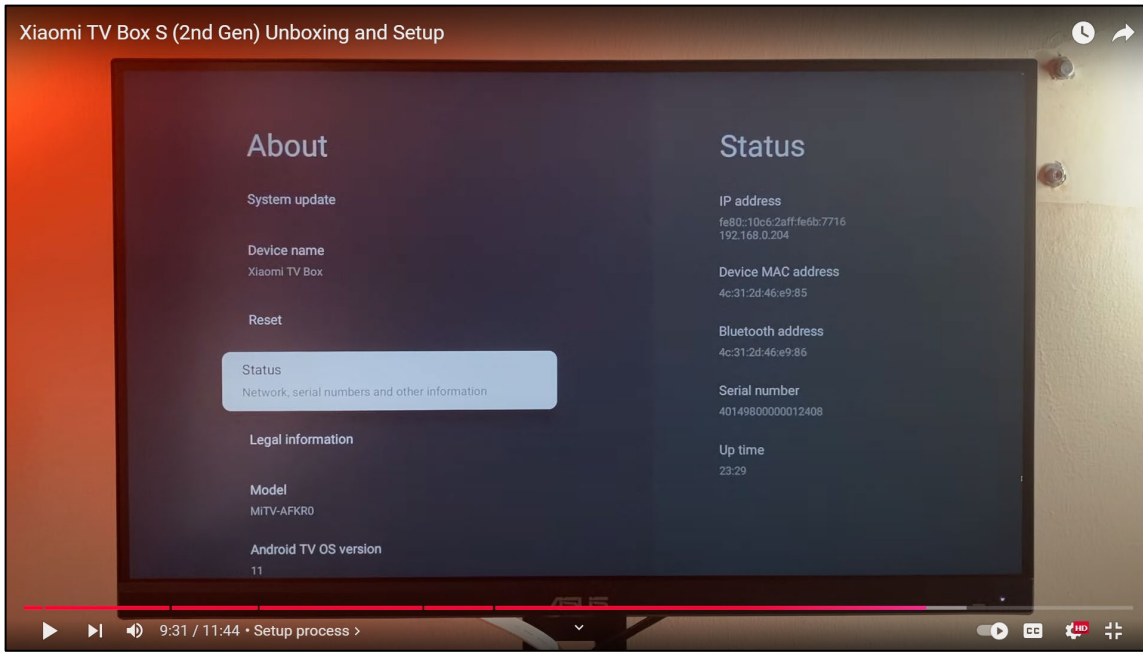 Xiaomi TV Box S (2nd Gen) Unboxing and Setup
About
System update
Device name
Xiaomi TV Box
Reset
Status
Network, serial numbers and other information
Legal information
Model
MiTV-AFKR0
Android TV OS version
11
Status
IP address
fe80::10c6:2aff:fe6b:7716
192.168.0.204
Device MAC address
4c:31:2d:46:e9:85
Bluetooth address
4c:31:2d:46:e9:86
Serial number
40149800000012408
Up time
23:29
ASUS
9:31 / 11:44 • Setup process >
CC
HD